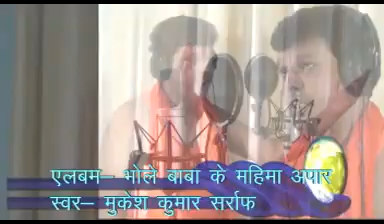 एलबम– भोले बाबा के महिमा अपार
स्वर– मुकेश कुमार सर्राफ